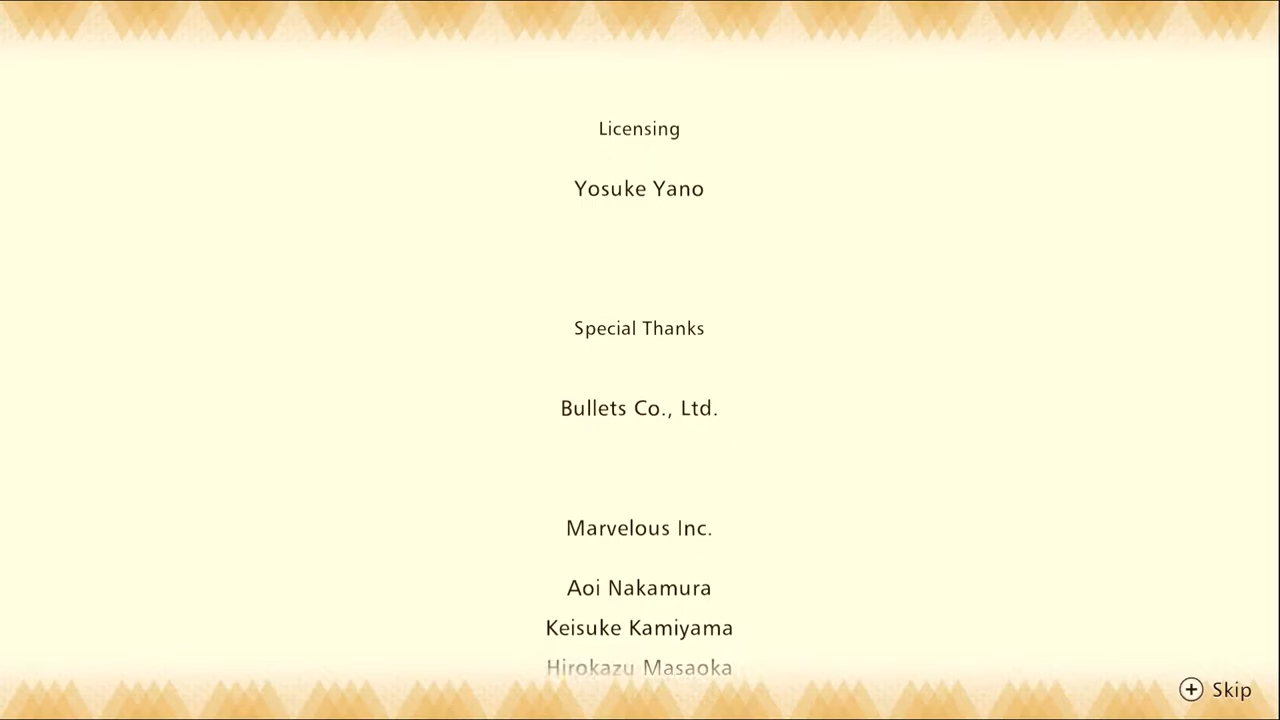 Licensing
Yosuke Yano
Special Thanks
Bullets Co., Ltd.
Marvelous Inc.
Aoi Nakamura
Keisuke Kamiyama
Hirokazu Masaoka
+ Skip